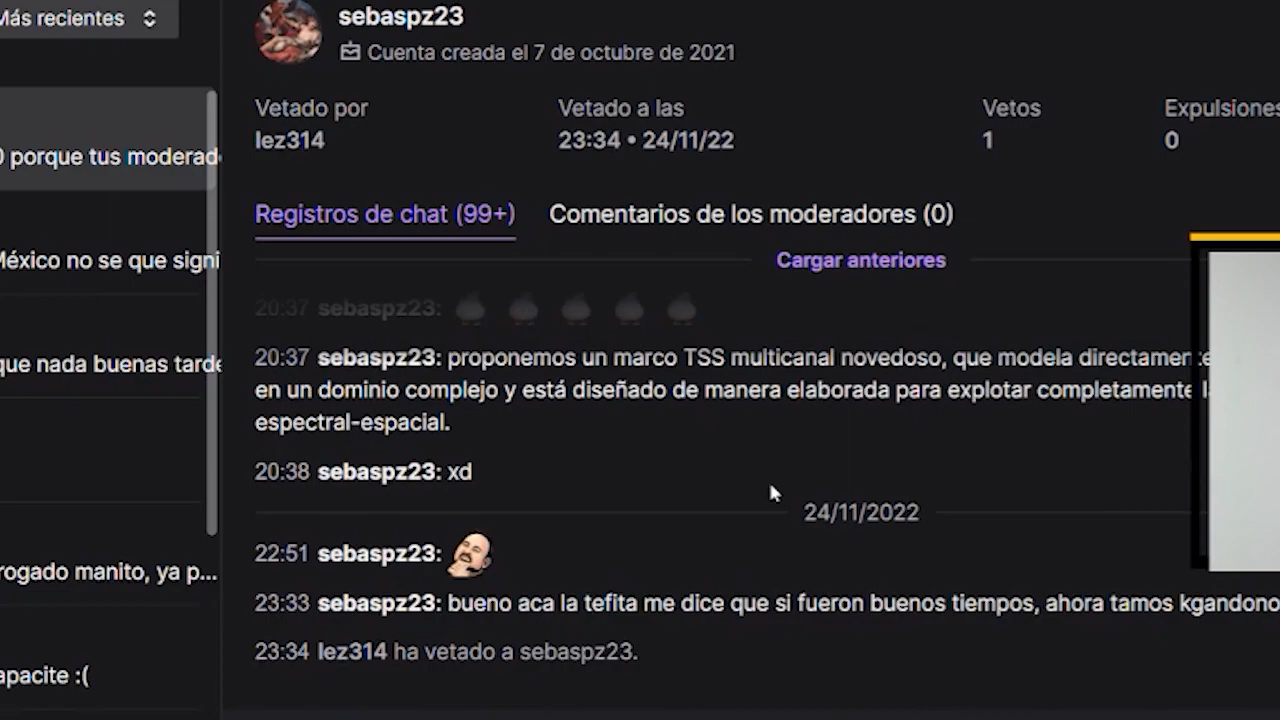 Más recientes
sebaspz23
Cuenta creada el 7 de octubre de 2021
Vetado por
Vetado a las
Vetos
Expulsiones
lez314
23:34 • 24/11/22
1
0
porque tus moderad
Registros de chat (99+)
Comentarios de los moderadores (0)
México no se que signi
Cargar anteriores
20:37 sebaspz23:
20:37 sebaspz23: proponemos un marco TSS multicanal novedoso, que modela directamente
que nada buenas tarde
en un dominio complejo y está diseñado de manera elaborada para explotar completamente
espectral-espacial.
20:38 sebaspz23: xd
24/11/2022
22:51 sebaspz23:
rogado manito, ya p...
23:33 sebaspz23: bueno aca la tefita me dice que si fueron buenos tiempos, ahora tamos kgandono
23:34 lez314 ha vetado a sebaspz23.
apacite :(